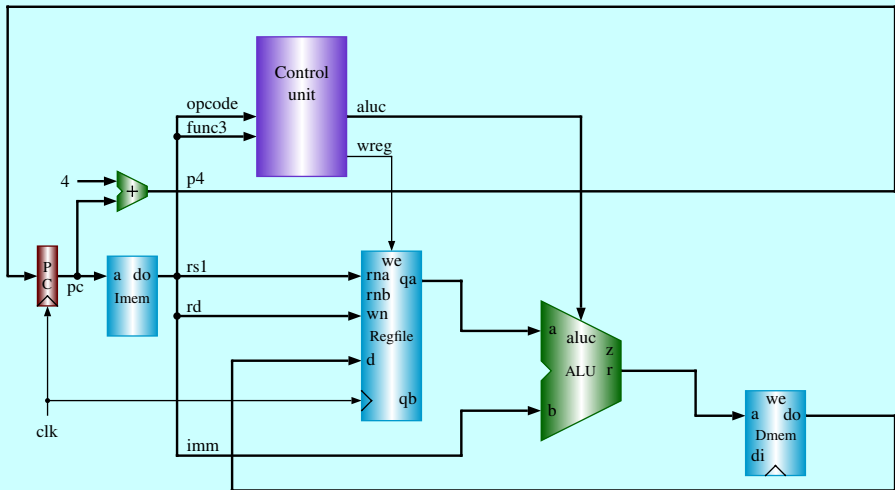 Control
unit
opcode
func3
aluc
wreg
4
+
p4
P
C
pc
a do
Imem
rs1
rd
we
rna
qa
rnb
wn
Regfile
d
qb
clk
imm
a
aluc
z
ALU
r
b
we
a do
Dmem
di